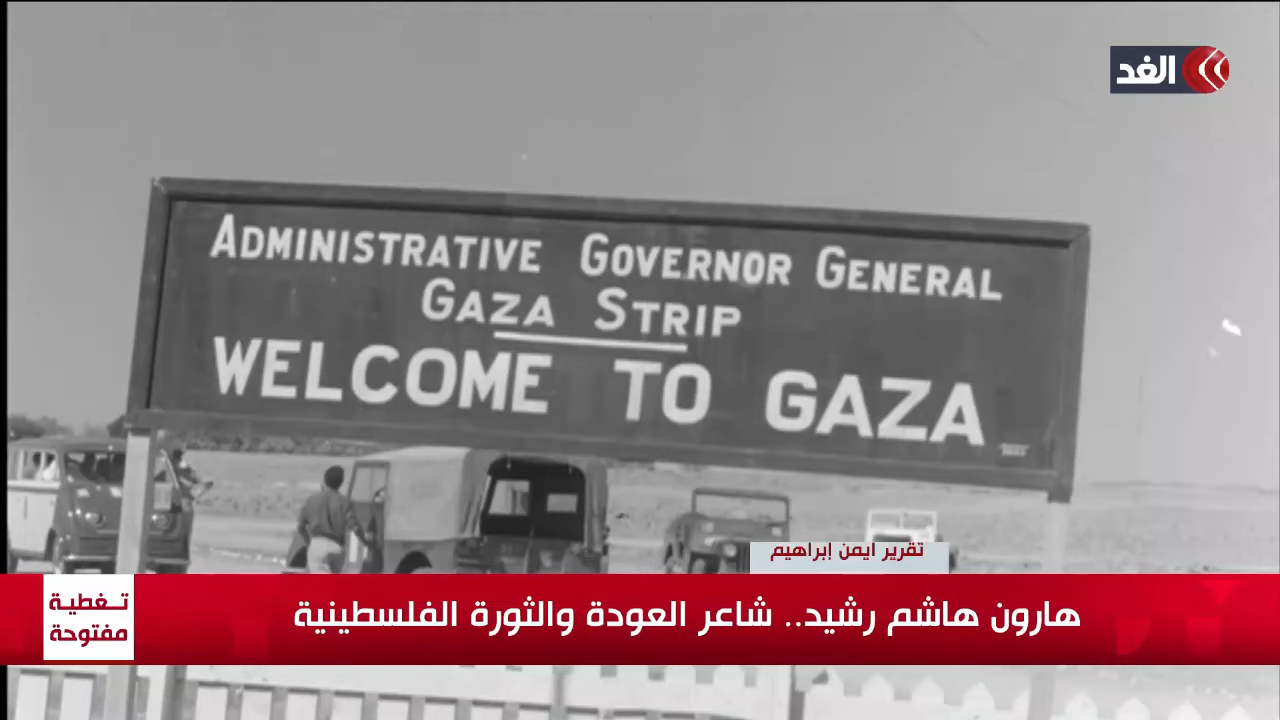 الغد
ADMINISTRATIVE GOVERNOR GENERAL
GAZA STRIP
WELCOME TO GAZA
تقرير ايمن إبراهيم
هارون هاشم رشيد.. شاعر العودة والثورة الفلسطينية
تغطية
مفتوحة